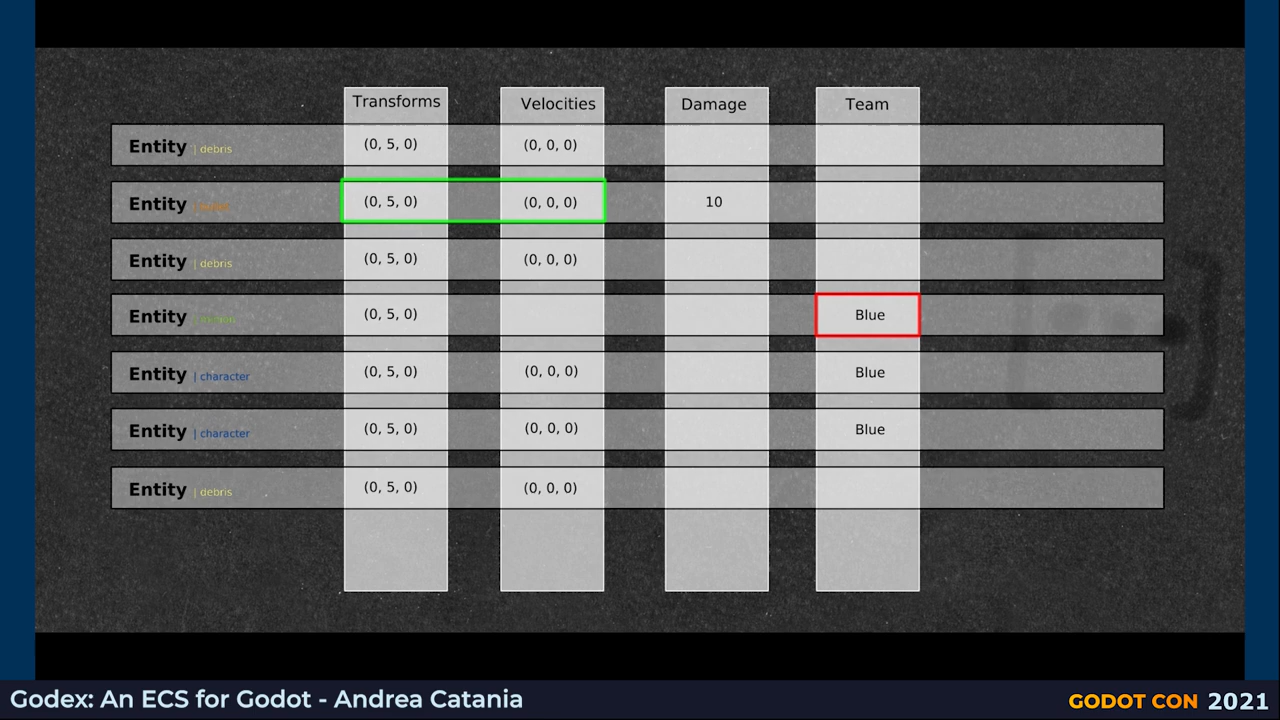 Transforms Velocities Damage Team
Entity | debris (0, 5, 0) (0, 0, 0)
Entity | (0, 5, 0) (0, 0, 0) 10
Entity | debris (0, 5, 0) (0, 0, 0)
Entity | (0, 5, 0) Blue
Entity | character (0, 5, 0) (0, 0, 0) Blue
Entity | character (0, 5, 0) (0, 0, 0) Blue
Entity | debris (0, 5, 0) (0, 0, 0)
Godex: An ECS for Godot - Andrea Catania GODOT CON 2021